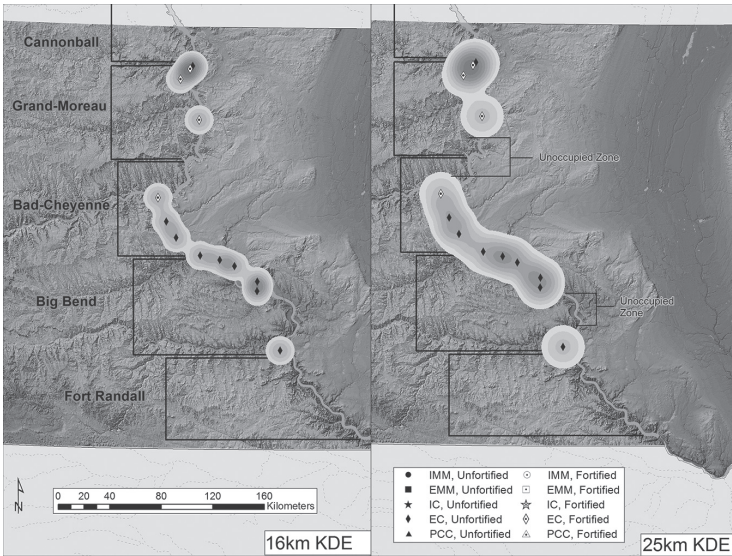 Cannonball
Grand-Moreau
Bad-Cheyenne
Big Bend
Fort Randall
N
0 20 40 80 120 160
Kilometers
16km KDE
Unoccupied Zone
Unoccupied
Zone
IMM, Unfortified
IMM, Fortified
EMM, Unfortified
EMM, Fortified
IC, Unfortified
IC, Fortified
EC, Unfortified
EC, Fortified
PCC, Unfortified
PCC, Fortified
25km KDE